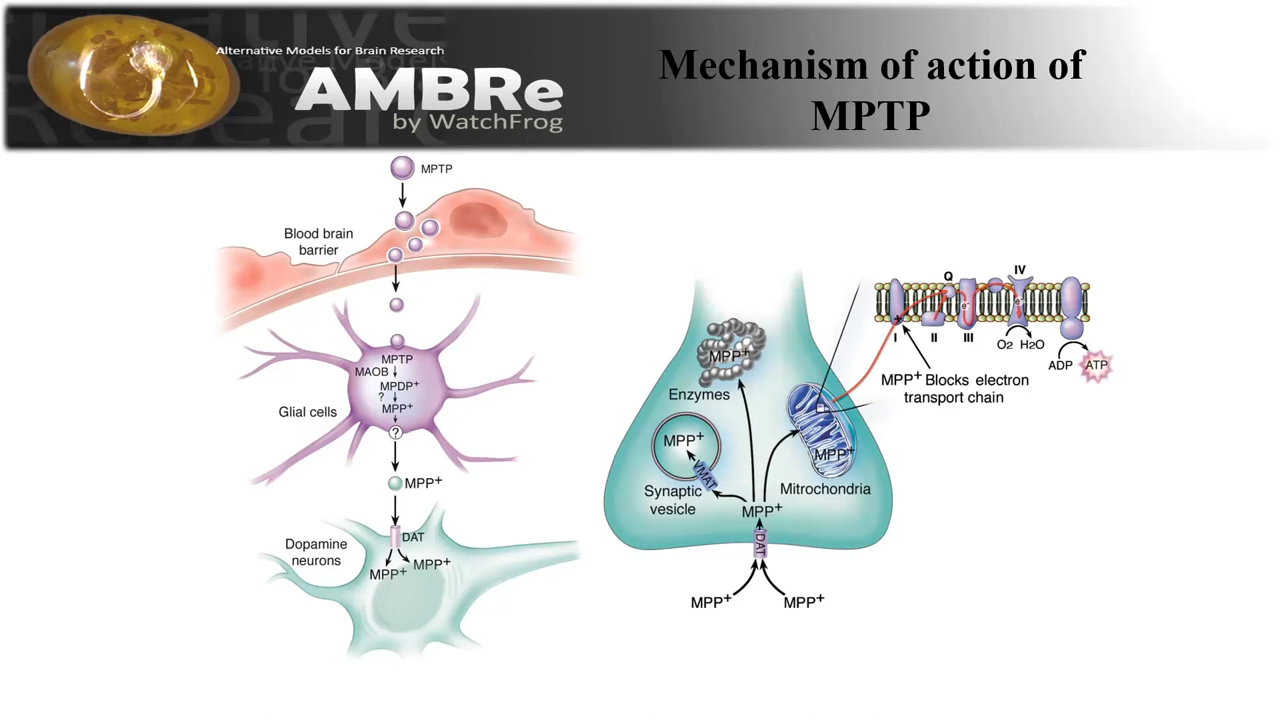 Alternative Models for Brain Research
AMBRe
by WatchFrog
Mechanism of action of
MPTP
MPTP
Blood brain
barrier
MPTP
MAOB
MPDP+
?
MPP+
?
Glial cells
MPP+
DAT
Dopamine
neurons
MPP+
MPP+
MPP+
Enzymes
MPP+
VMAT
Synaptic
vesicle
MPP+
Mitrochondria
MPP+
DAT
MPP+
MPP+
Q
IV
e-
e-
I
II
III
O2
H2O
ADP
ATP
MPP+ Blocks electron
transport chain